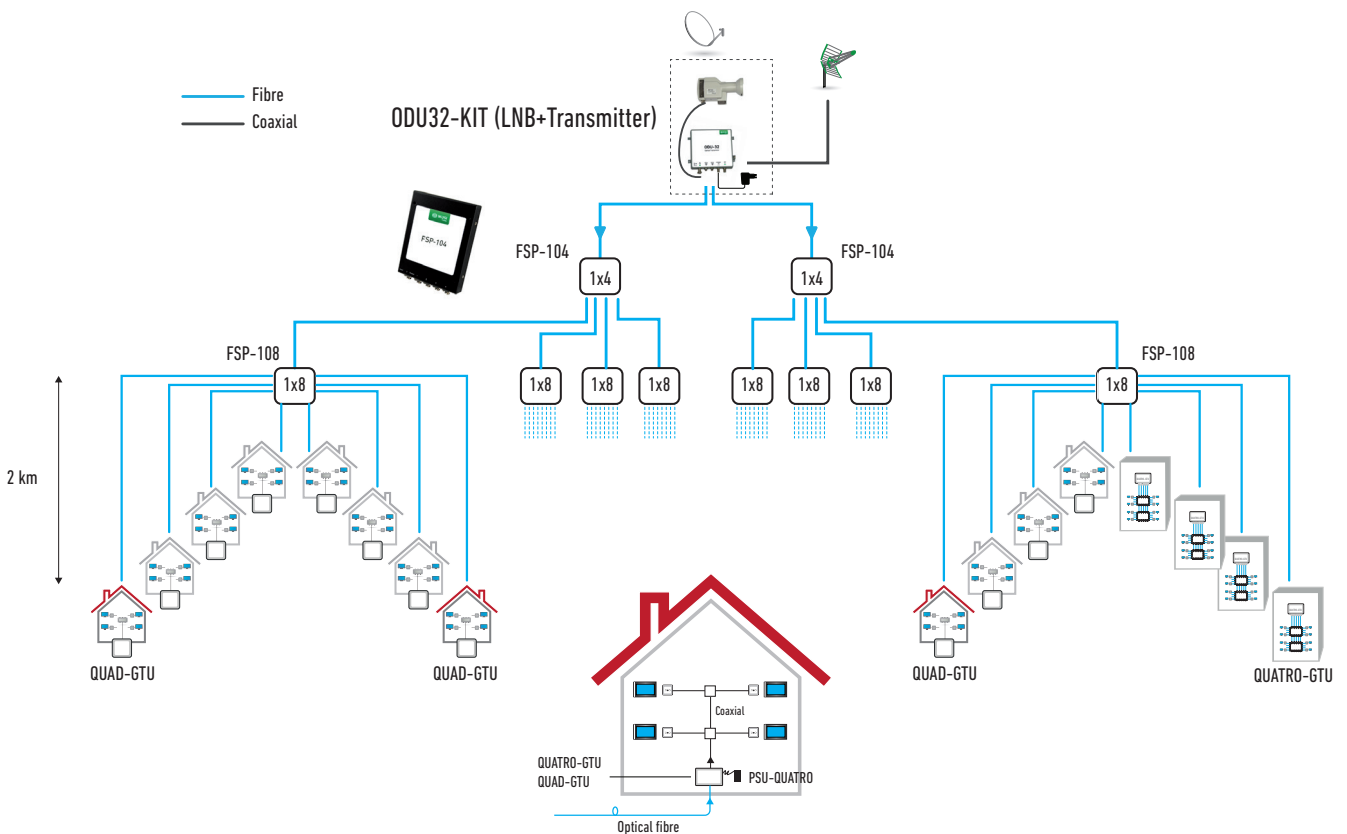 Fibre
Coaxial
ODU32-KIT (LNB+Transmitter)
ODU-32
FSP-104
FSP-104
FSP-104
1x4
1x4
FSP-108
FSP-108
1x8
1x8
1x8
1x8
1x8
1x8
1x8
1x8
2 km
QUAD-GTU
QUAD-GTU
QUAD-GTU
QUATRO-GTU
Coaxial
QUATRO-GTU
QUAD-GTU
PSU-QUATRO
Optical fibre